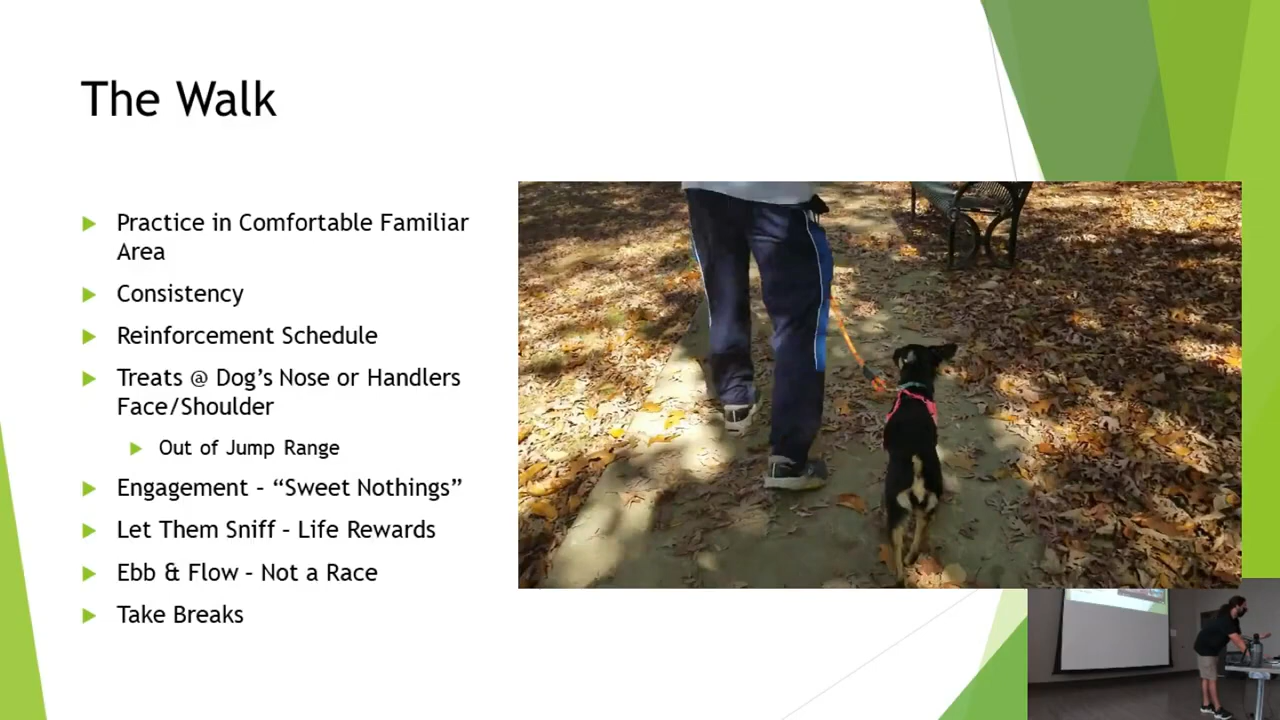 The Walk
Practice in Comfortable Familiar
Area
Consistency
Reinforcement Schedule
Treats @ Dog's Nose or Handlers
Face/Shoulder
Out of Jump Range
Engagement – “Sweet Nothings”
Let Them Sniff – Life Rewards
Ebb & Flow – Not a Race
Take Breaks